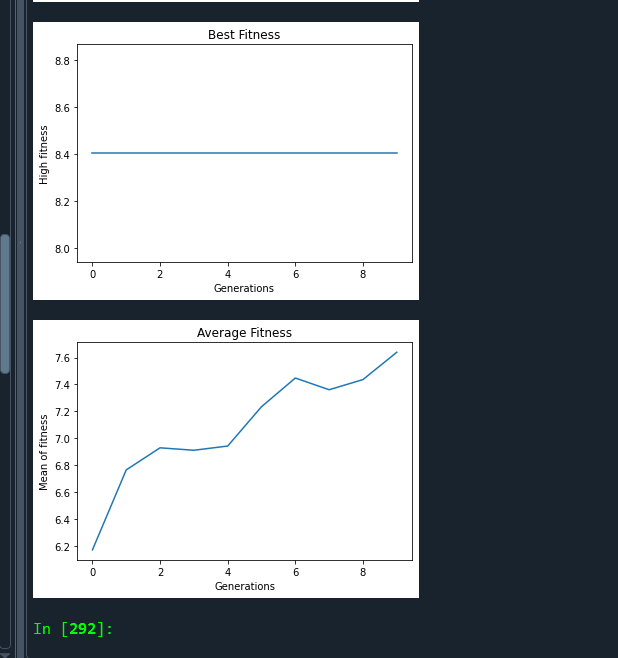 Best Fitness
8.8
8.6
8.4
8.2
8.0
High fitness
0 2 4 6 8
Generations
Average Fitness
7.6
7.4
7.2
7.0
6.8
6.6
6.4
6.2
Mean of fitness
0 2 4 6 8
Generations
In [292]: